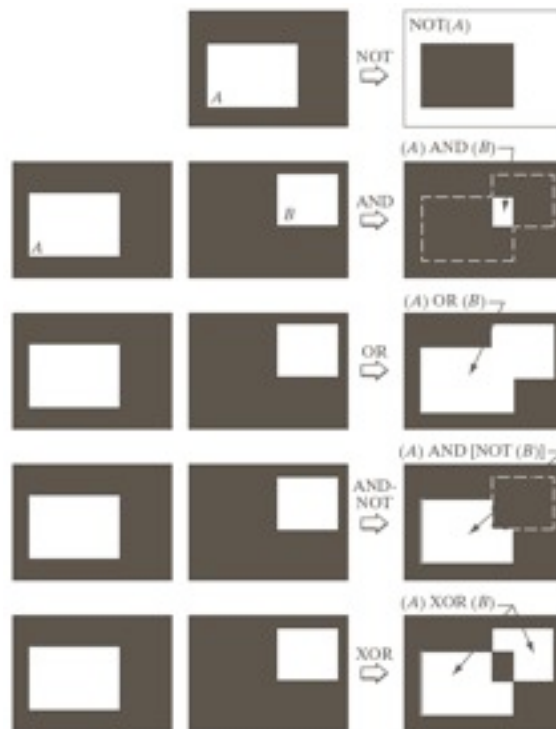 NOT(A)
NOT
A
(A) AND (B)
AND
A
B
(A) OR (B)
OR
(A) AND [NOT (B)]
AND-
NOT
(A) XOR (B)
XOR